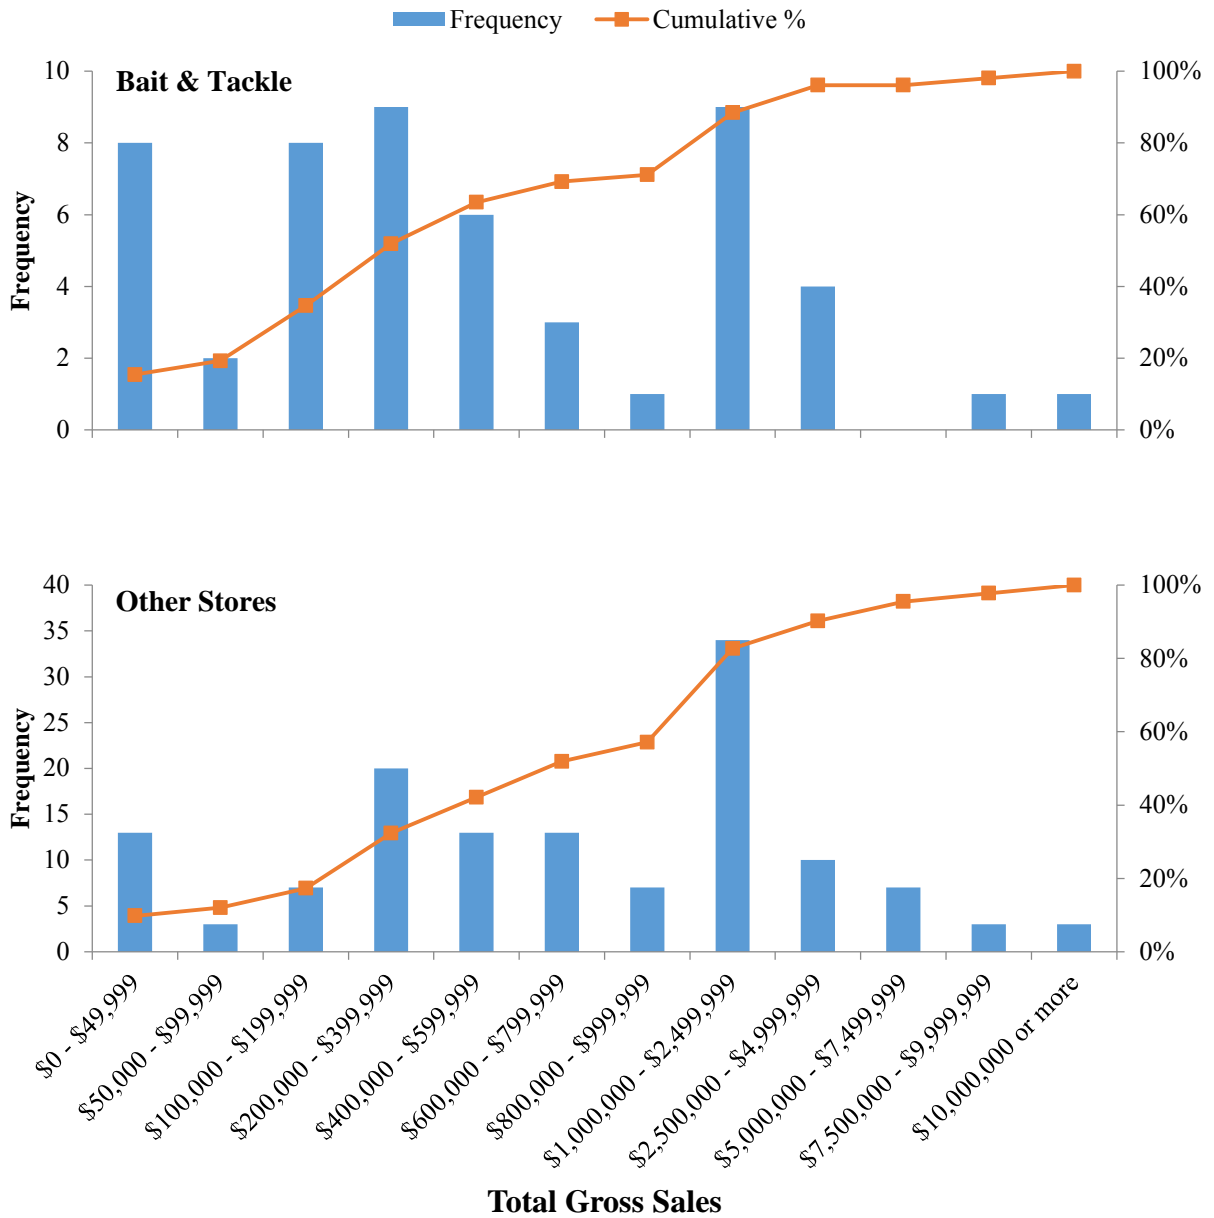 Frequency Cumulative %
Bait & Tackle
Frequency
10
8
6
4
2
0
100%
80%
60%
40%
20%
0%
Other Stores
Frequency
40
35
30
25
20
15
10
5
0
100%
80%
60%
40%
20%
0%
$0 - $49,999
$50,000 - $99,999
$100,000 - $199,999
$200,000 - $399,999
$400,000 - $599,999
$600,000 - $799,999
$800,000 - $999,999
$1,000,000 - $2,499,999
$2,500,000 - $4,999,999
$5,000,000 - $7,499,999
$7,500,000 - $9,999,999
$10,000,000 or more
Total Gross Sales